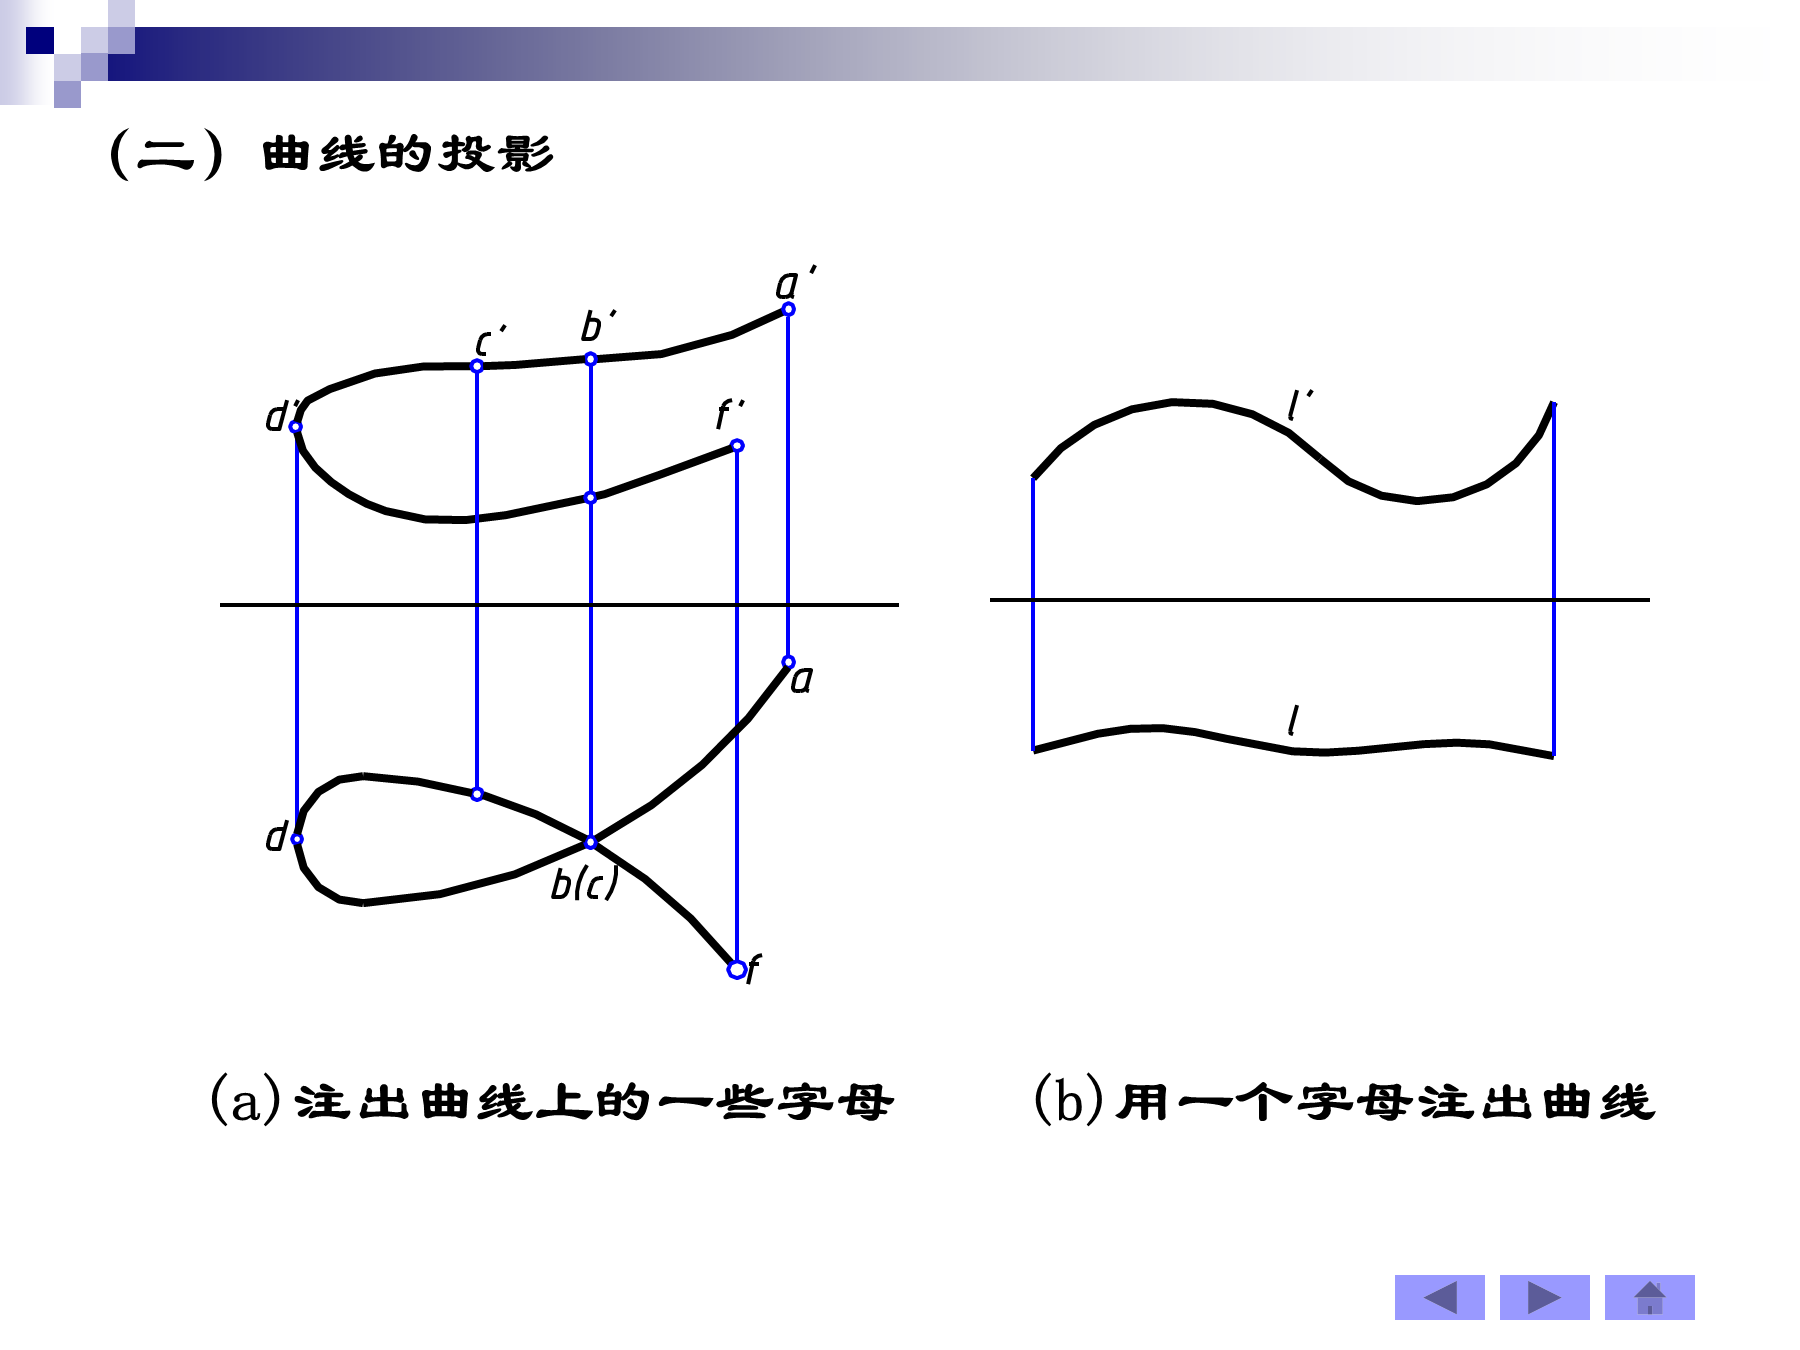 (二) 曲线的投影
a′
b′
c′
d′
f′
l′
a
l
d
b(c)
f
(a)注出曲线上的一些字母
(b)用一个字母注出曲线